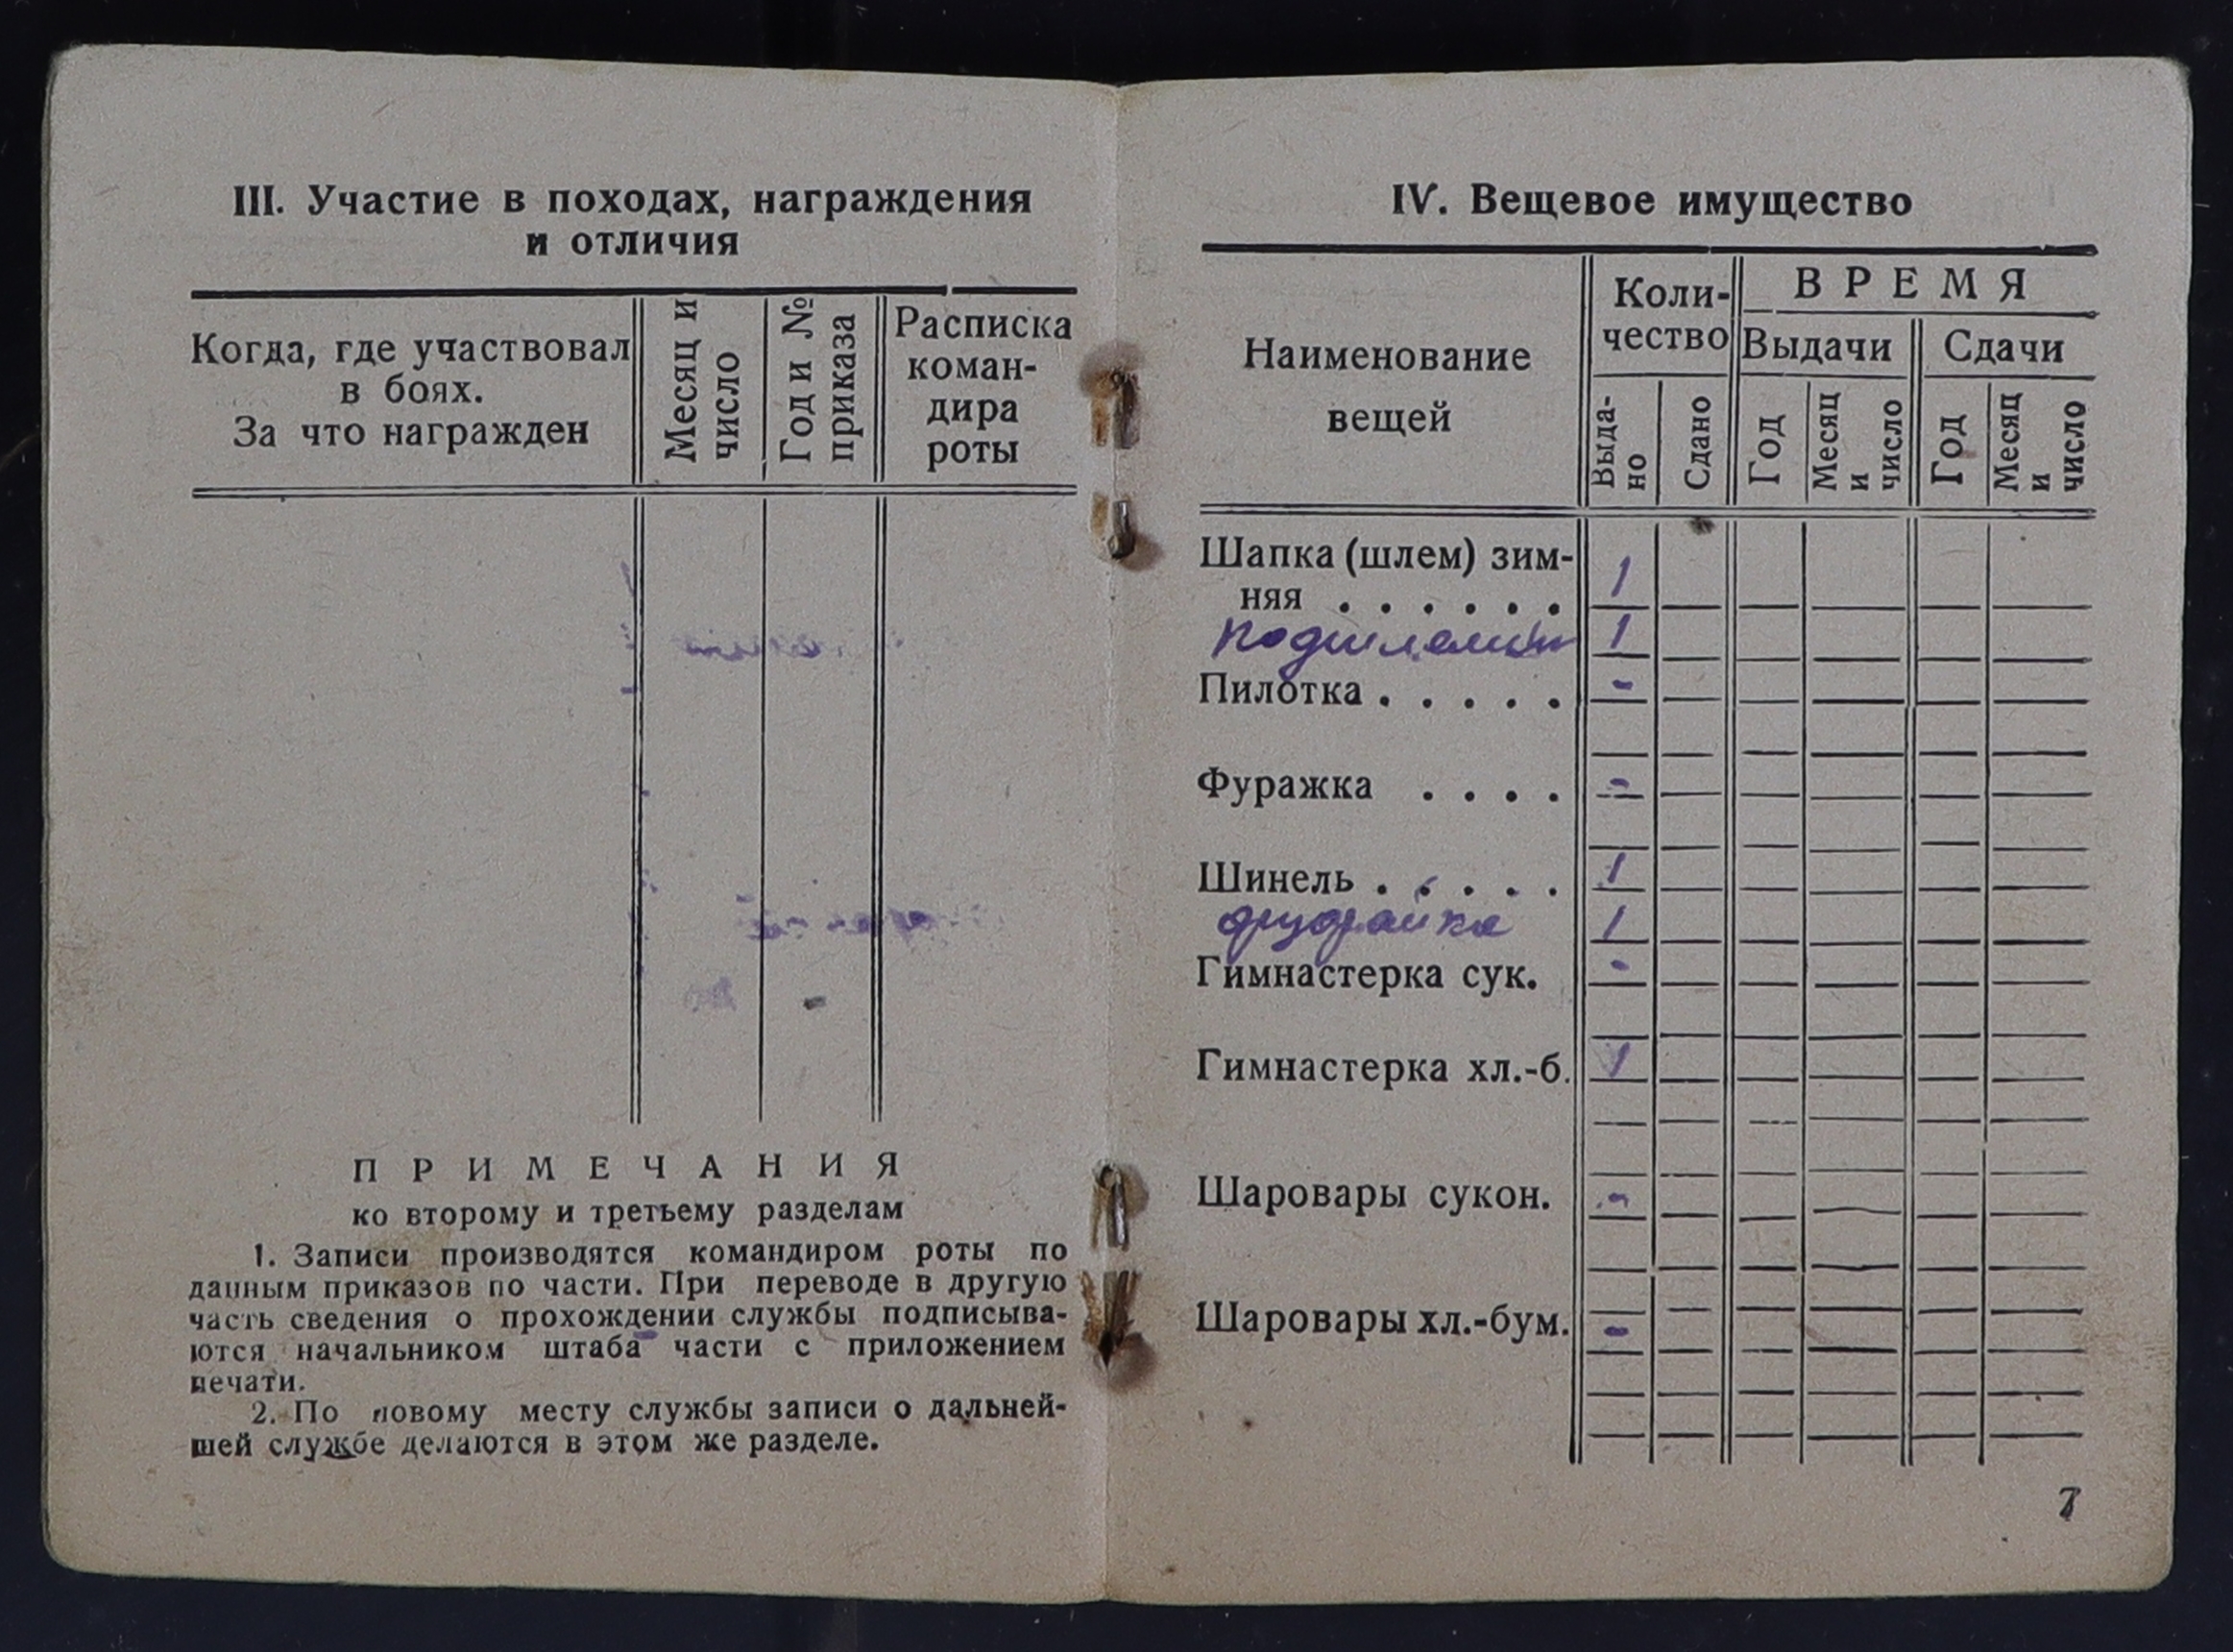 III. Участие в походах, награждения
и отличия
Когда, где участвовал
в боях.
За что награжден
Месяц и
число
Год и №
приказа
Расписка
коман-
дира
роты
П Р И М Е Ч А Н И Я
ко второму и третьему разделам
1. Записи производятся командиром роты по
данным приказов по части. При переводе в другую
часть сведения о прохождении службы подписыва-
ются начальником штаба части с приложением
печати.
2. По новому месту службы записи о дальней-
шей службе делаются в этом же разделе.
IV. Вещевое имущество
Наименование
вещей
Коли-
чество
В Р Е М Я
Выдачи
Сдачи
Выда-
но
Сдано
Год
Месяц
и
число
Год
Месяц
и
число
Шапка (шлем) зим-
няя . . . . . . 1
подшлемник 1
Пилотка . . . . . -
Фуражка . . . . -
Шинель . . . . . 1
фуфайка 1
Гимнастерка сук. -
Гимнастерка хл.-б. 1
Шаровары сукон. -
Шаровары хл.-бум. -
7